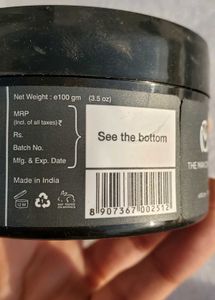 Net Weight : e100 gm (3.5 oz)
MRP
(incl. of all taxes) ₹
Rs.
Batch No.
Mfg. & Exp. Date
See the bottom
Made in India
8 907367 002512
THE